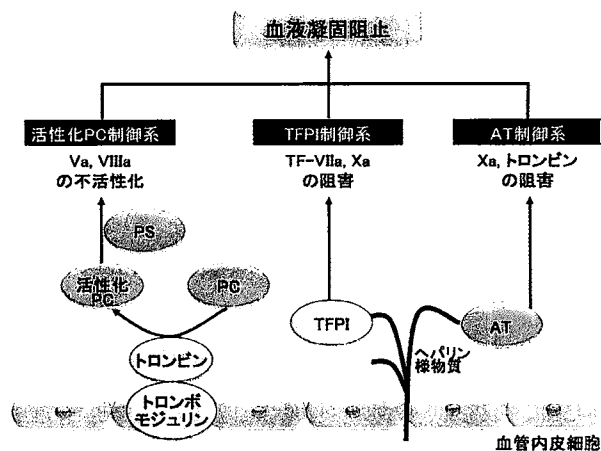 血液凝固阻止
活性化PC制御系
TFPI制御系
AT制御系
Va, VIIIa
の不活性化
TF-VIIa, Xa
の阻害
Xa, トロンビン
の阻害
PS
活性化
PC
PC
TFPI
AT
ヘパリン
様物質
トロンビン
トロンボ
モジュリン
血管内皮細胞